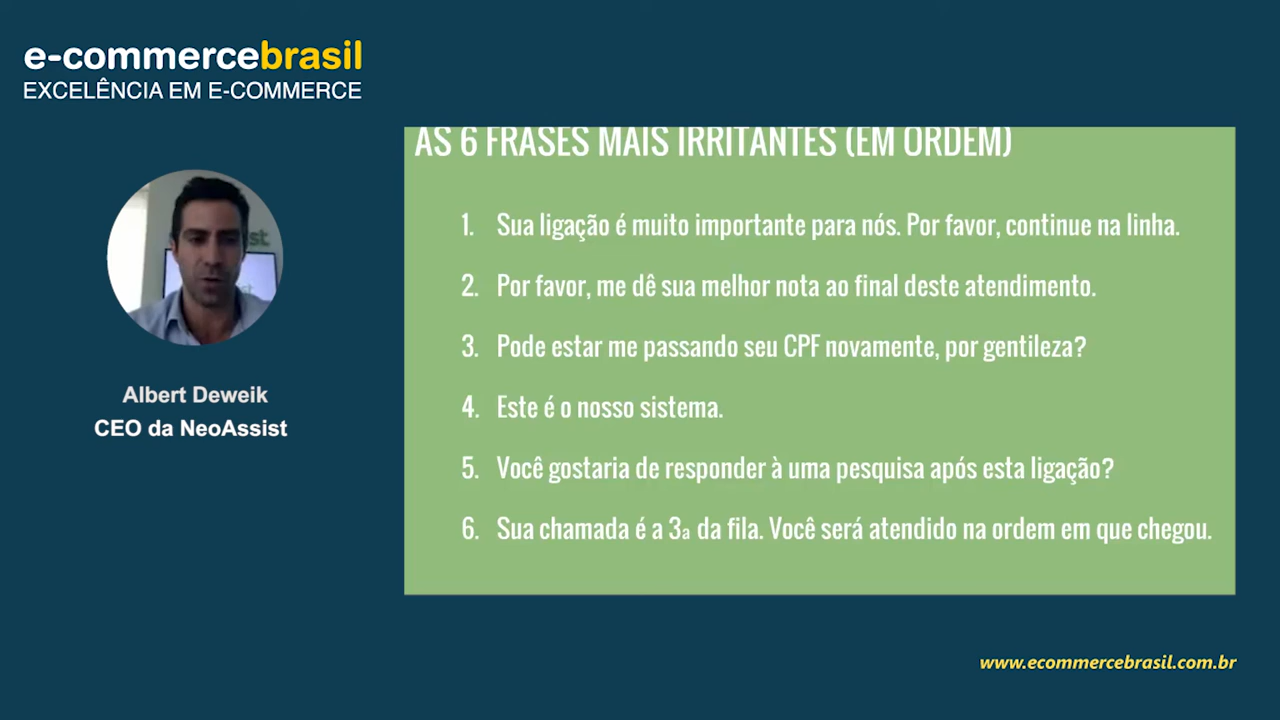 e-commercebrasil
EXCELÊNCIA EM E-COMMERCE
AS 6 FRASES MAIS IRRITANTES (EM ORDEM)
1. Sua ligação é muito importante para nós. Por favor, continue na linha.
2. Por favor, me dê sua melhor nota ao final deste atendimento.
3. Pode estar me passando seu CPF novamente, por gentileza?
4. Este é o nosso sistema.
5. Você gostaria de responder à uma pesquisa após esta ligação?
6. Sua chamada é a 3a da fila. Você será atendido na ordem em que chegou.
Albert Deweik
CEO da NeoAssist
www.ecommercebrasil.com.br